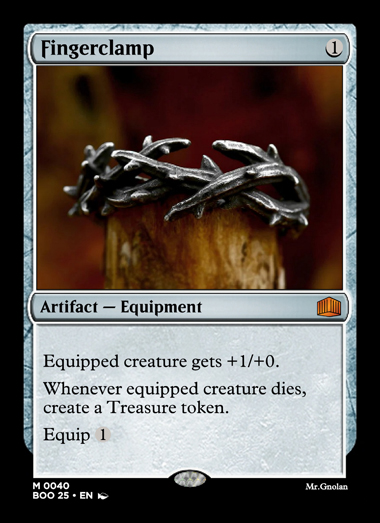 Fingerclamp 1
Artifact — Equipment
Equipped creature gets +1/+0.
Whenever equipped creature dies,
create a Treasure token.
Equip 1
M 0040
BOO 25 • EN
Mr.Gnolan